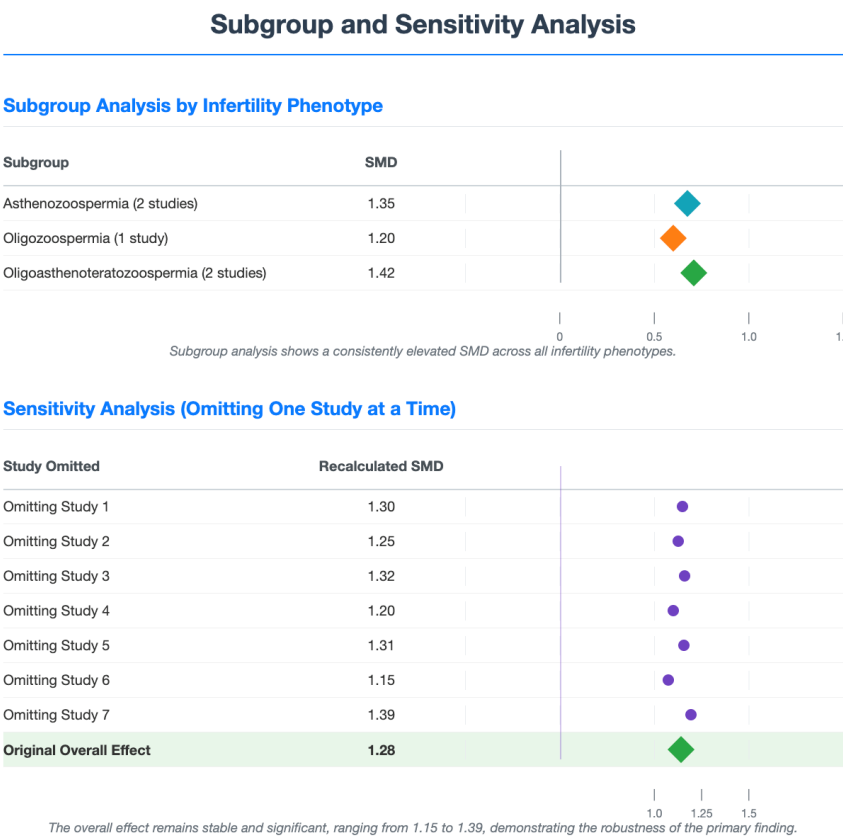 Subgroup and Sensitivity Analysis
Subgroup Analysis by Infertility Phenotype
Subgroup SMD
Asthenozoospermia (2 studies) 1.35
Oligozoospermia (1 study) 1.20
Oligoasthenoteratozoospermia (2 studies) 1.42
0 0.5 1.0
Subgroup analysis shows a consistently elevated SMD across all infertility phenotypes.
Sensitivity Analysis (Omitting One Study at a Time)
Study Omitted Recalculated SMD
Omitting Study 1 1.30
Omitting Study 2 1.25
Omitting Study 3 1.32
Omitting Study 4 1.20
Omitting Study 5 1.31
Omitting Study 6 1.15
Omitting Study 7 1.39
Original Overall Effect 1.28
1.0 1.25 1.5
The overall effect remains stable and significant, ranging from 1.15 to 1.39, demonstrating the robustness of the primary finding.